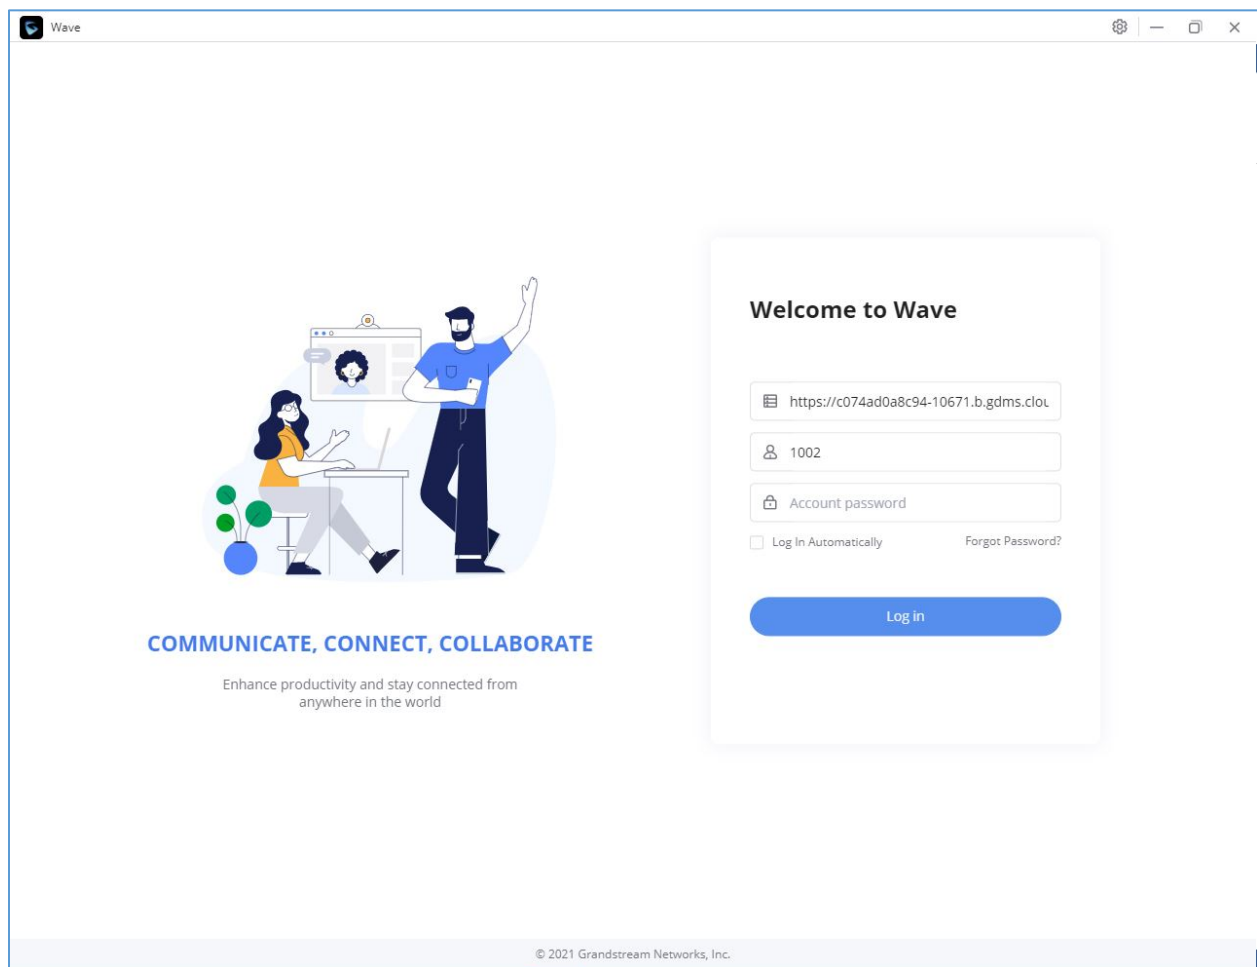 Wave
Welcome to Wave
https://c074ad0a8c94-10671.b.gdms.clou
1002
Account password
Log In Automatically
Forgot Password?
Log in
COMMUNICATE, CONNECT, COLLABORATE
Enhance productivity and stay connected from
anywhere in the world
© 2021 Grandstream Networks, Inc.